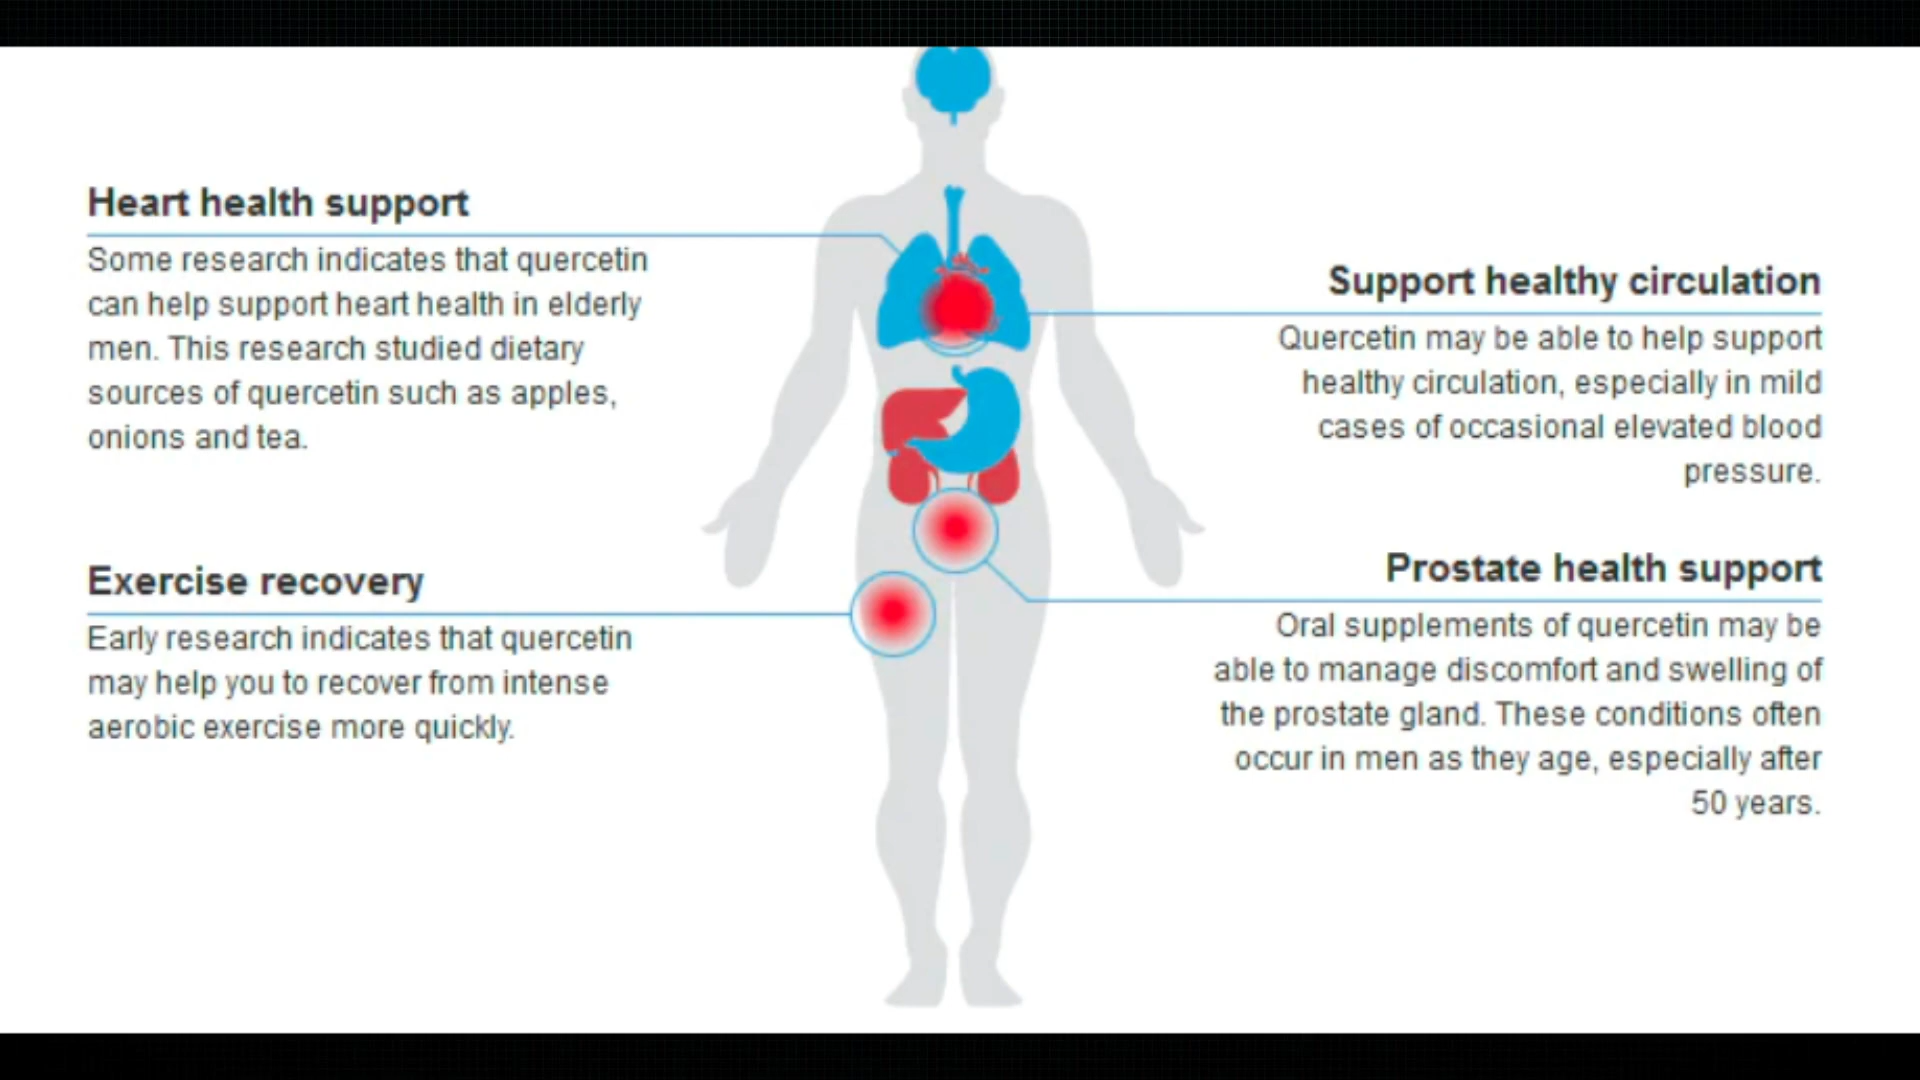 Heart health support
Some research indicates that quercetin
can help support heart health in elderly
men. This research studied dietary
sources of quercetin such as apples,
onions and tea.
Exercise recovery
Early research indicates that quercetin
may help you to recover from intense
aerobic exercise more quickly.
Support healthy circulation
Quercetin may be able to help support
healthy circulation, especially in mild
cases of occasional elevated blood
pressure.
Prostate health support
Oral supplements of quercetin may be
able to manage discomfort and swelling of
the prostate gland. These conditions often
occur in men as they age, especially after
50 years.